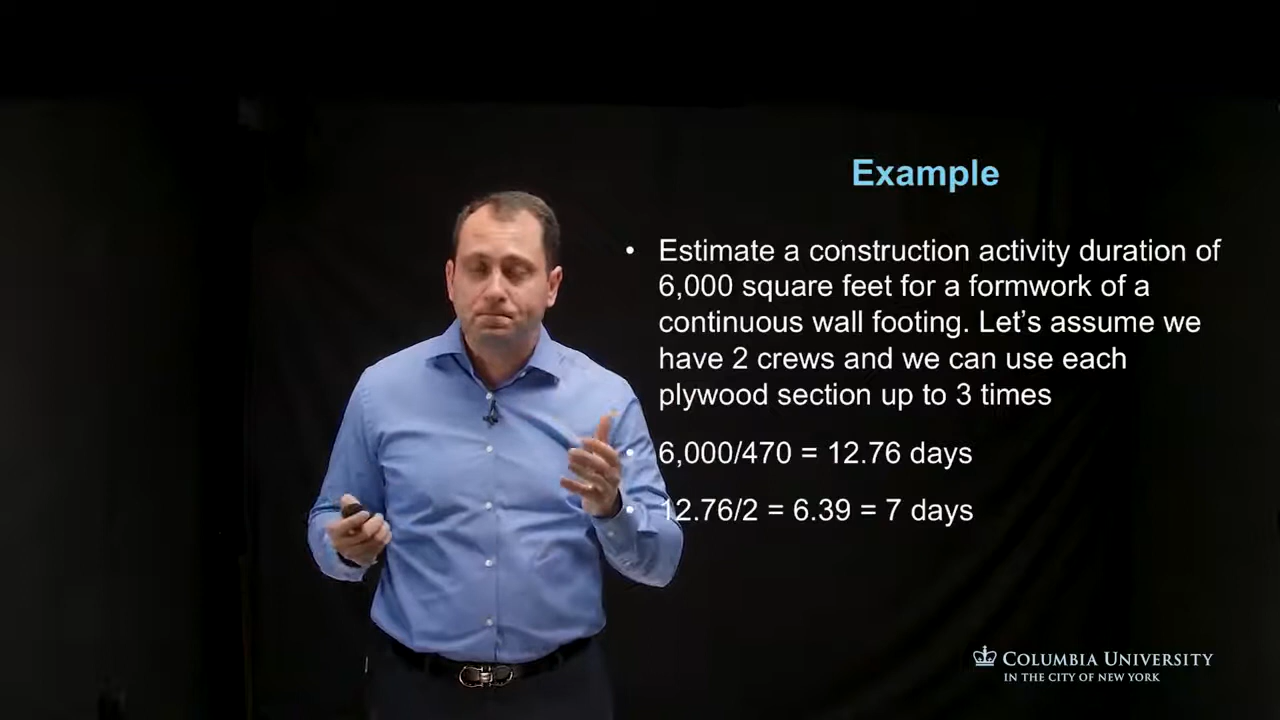 Example
• Estimate a construction activity duration of
6,000 square feet for a formwork of a
continuous wall footing. Let's assume we
have 2 crews and we can use each
plywood section up to 3 times
• 6,000/470 = 12.76 days
• 12.76/2 = 6.39 = 7 days
COLUMBIA UNIVERSITY
IN THE CITY OF NEW YORK